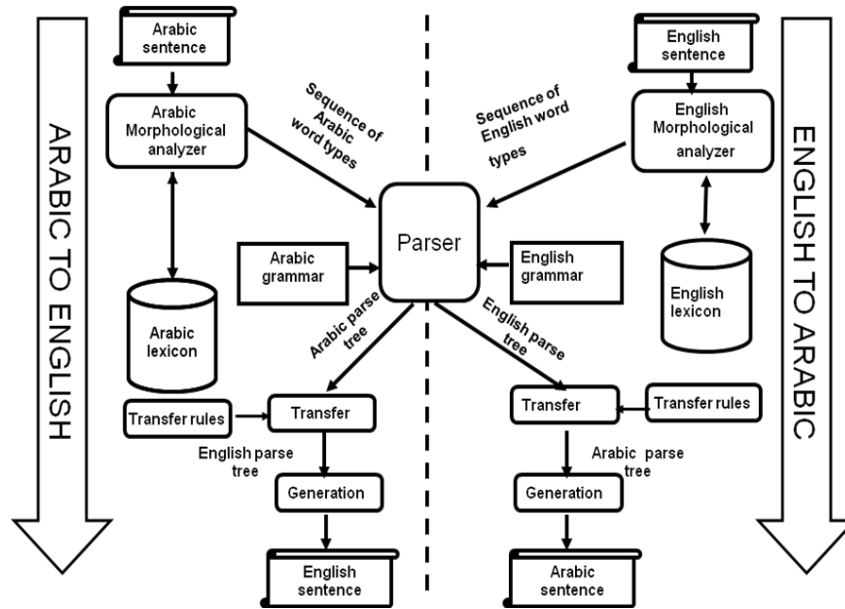 Arabic
sentence
English
sentence
Arabic
Morphological
analyzer
Sequence of
Arabic
word types
Sequence of
English word
types
English
Morphological
analyzer
ARABIC TO ENGLISH
ENGLISH TO ARABIC
Parser
Arabic
grammar
English
grammar
Arabic
lexicon
English
lexicon
Arabic parse
tree
English parse
tree
Transfer rules
Transfer
Transfer
Transfer rules
English parse
tree
Arabic parse
tree
Generation
Generation
English
sentence
Arabic
sentence